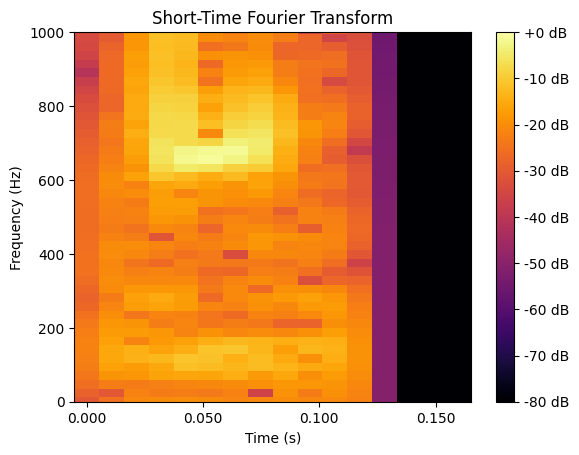 Short-Time Fourier Transform
1000
800
600
400
200
0
Frequency (Hz)
0.000
0.050
0.100
0.150
Time (s)
+0 dB
-10 dB
-20 dB
-30 dB
-40 dB
-50 dB
-60 dB
-70 dB
-80 dB